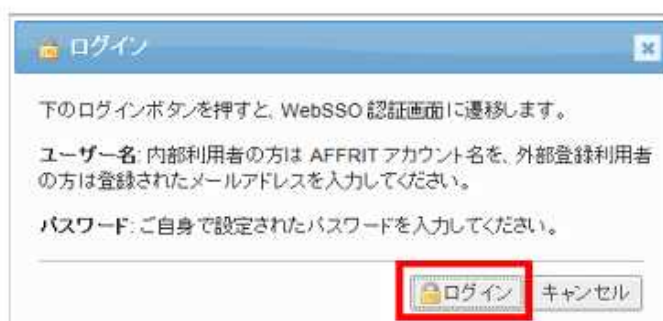 ログイン
下のログインボタンを押すと、WebSSO 認証画面に遷移します。
ユーザー名: 内部利用者の方は AFFRIT アカウント名を、外部登録利用者
の方は登録されたメールアドレスを入力してください。
パスワード: ご自身で設定されたパスワードを入力してください。
ログイン キャンセル